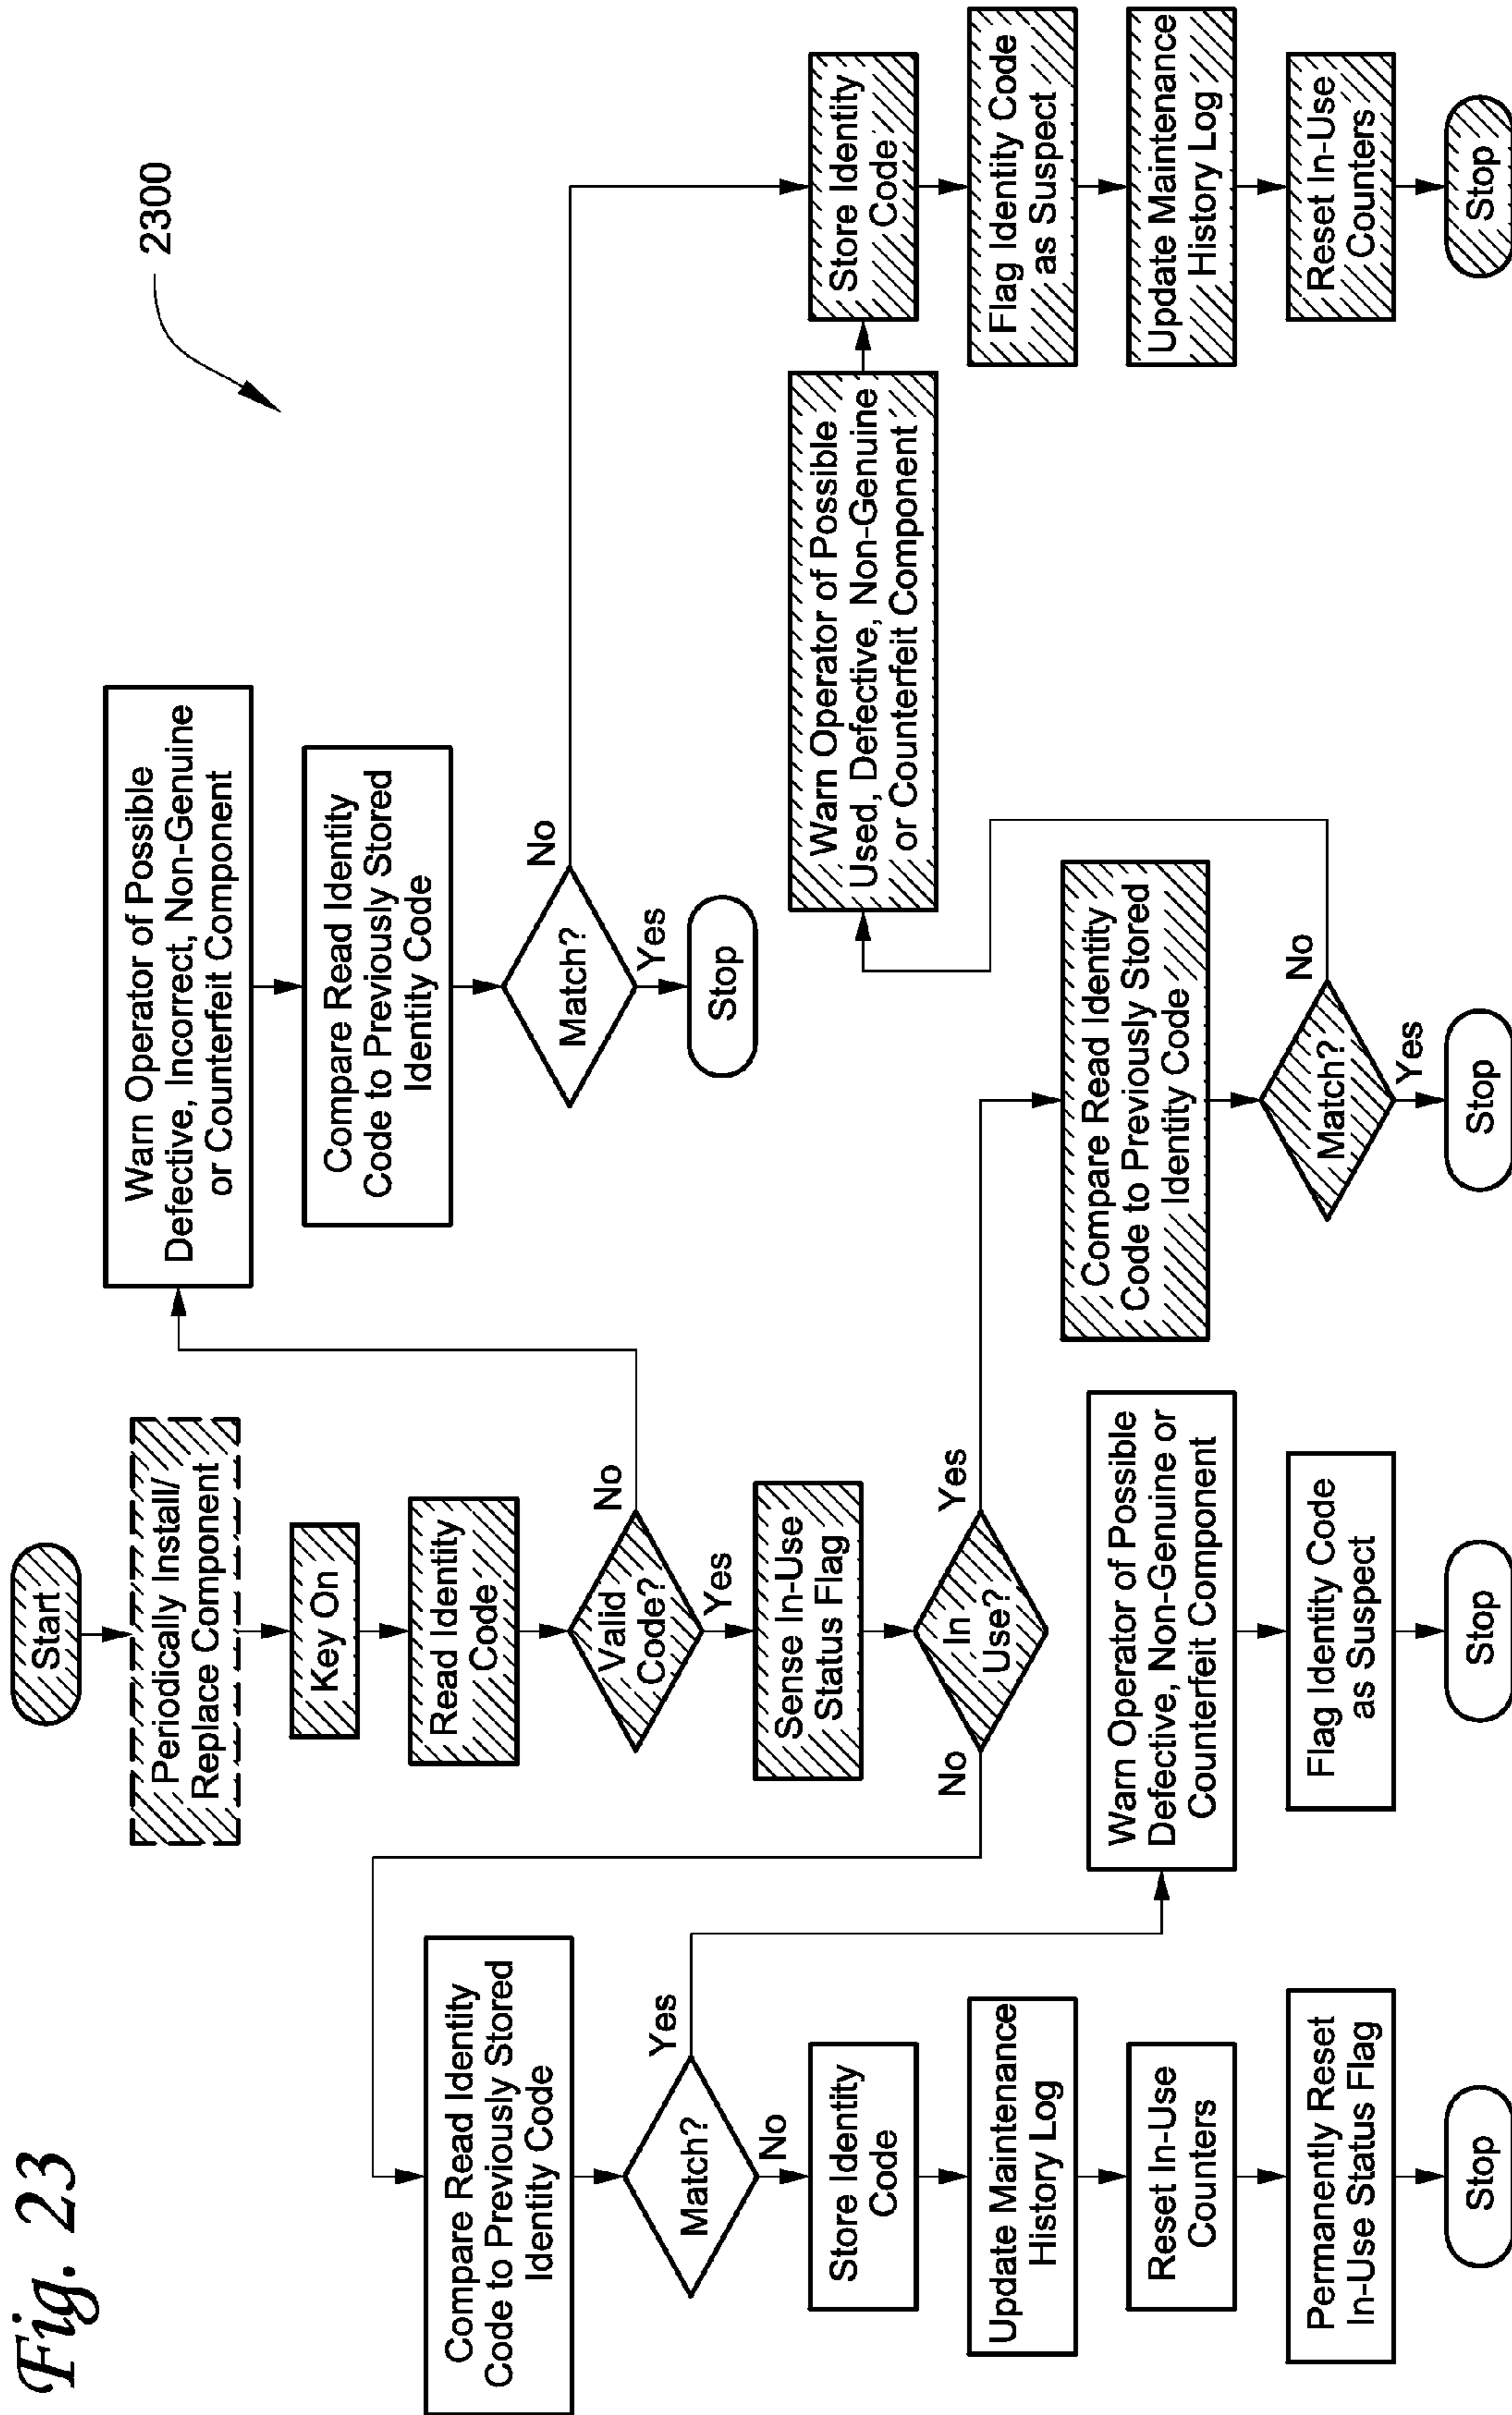 Fig. 23
2300
Start
Periodically Install/
Replace Component
Key On
Read Identity
Code
Valid
Code?
No
Yes
Warn Operator of Possible
Defective, Incorrect, Non-Genuine
or Counterfeit Component
Compare Read Identity
Code to Previously Stored
Identity Code
Match?
No
Yes
Stop
Sense In-Use
Status Flag
In
Use?
No
Yes
Compare Read Identity
Code to Previously Stored
Identity Code
Match?
Yes
No
Store Identity
Code
Update Maintenance
History Log
Reset In-Use
Counters
Permanently Reset
In-Use Status Flag
Stop
Warn Operator of Possible
Defective, Non-Genuine or
Counterfeit Component
Flag Identity Code
as Suspect
Stop
Compare Read Identity
Code to Previously Stored
Identity Code
Match?
No
Yes
Stop
Warn Operator of Possible
Used, Defective, Non-Genuine
or Counterfeit Component
Store Identity
Code
Flag Identity Code
as Suspect
Update Maintenance
History Log
Reset In-Use
Counters
Stop